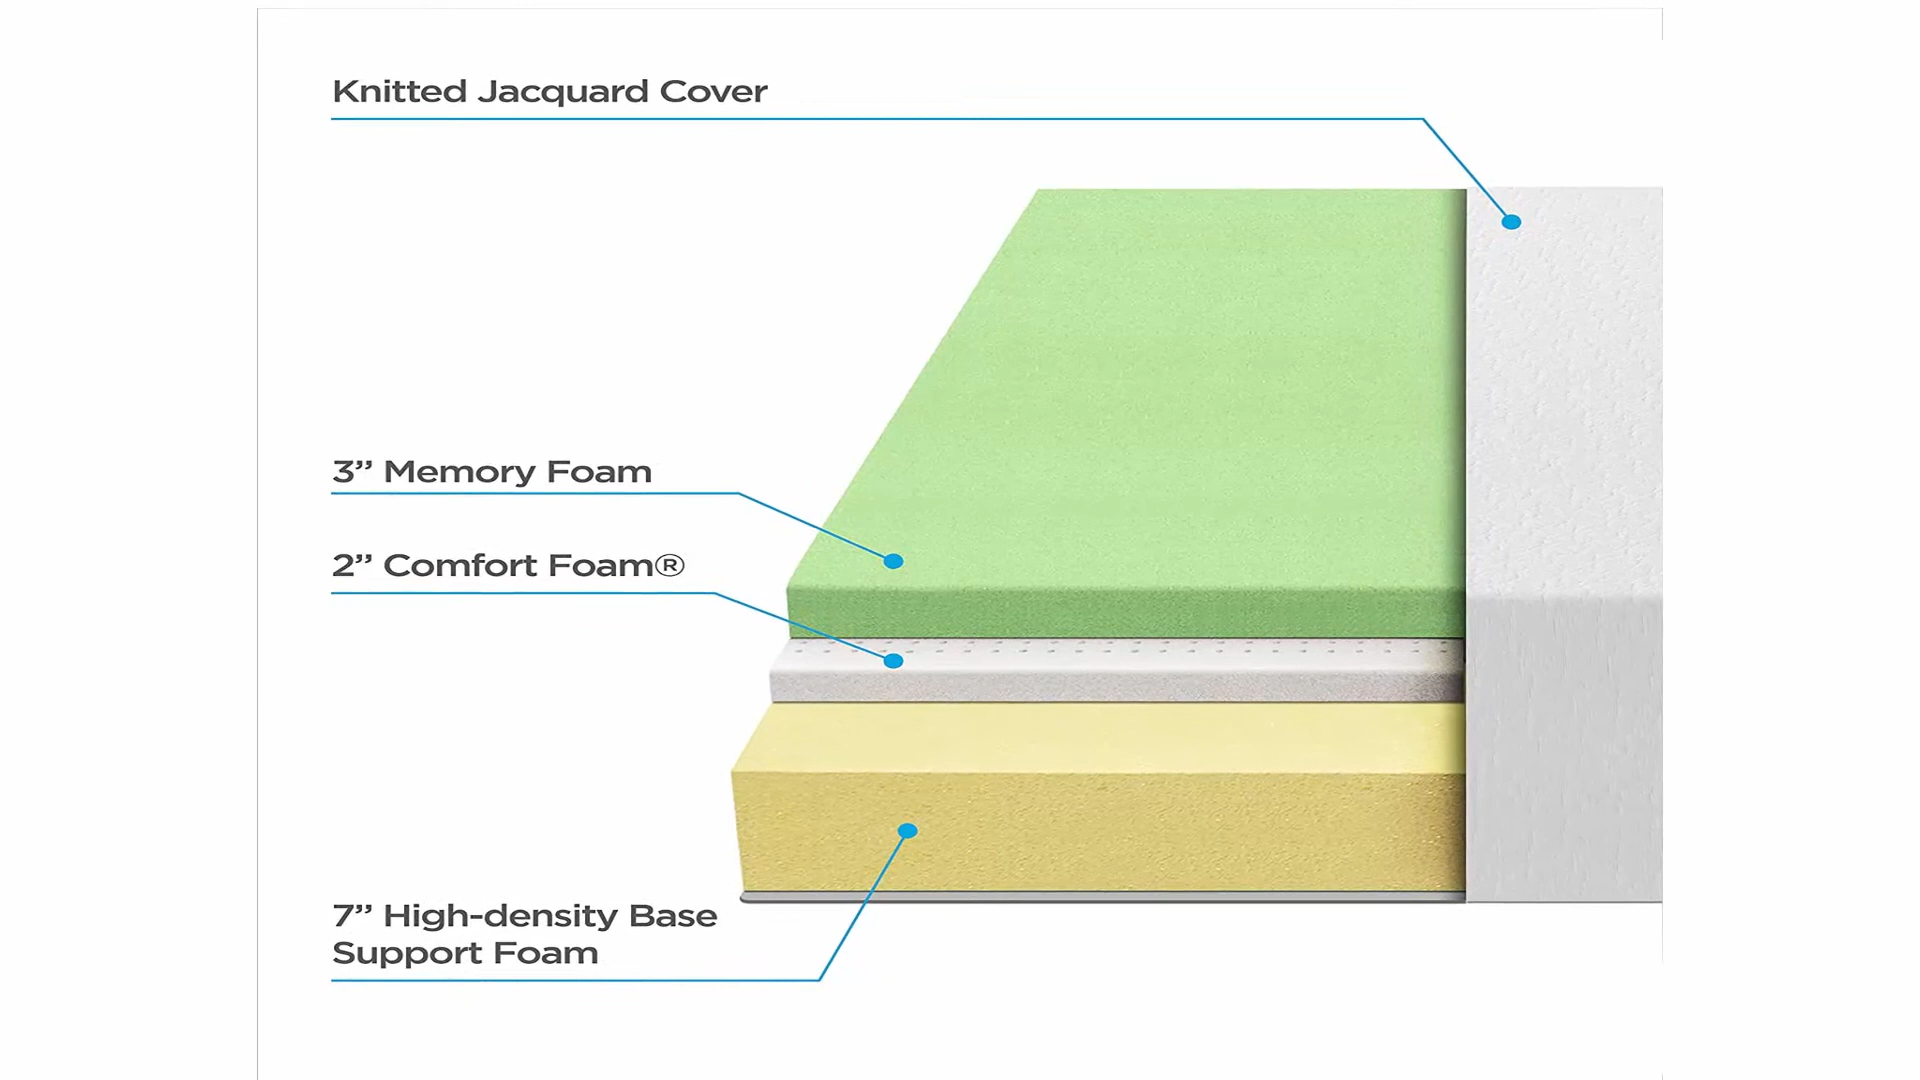 Knitted Jacquard Cover
3” Memory Foam
2” Comfort Foam®
7” High-density Base
Support Foam